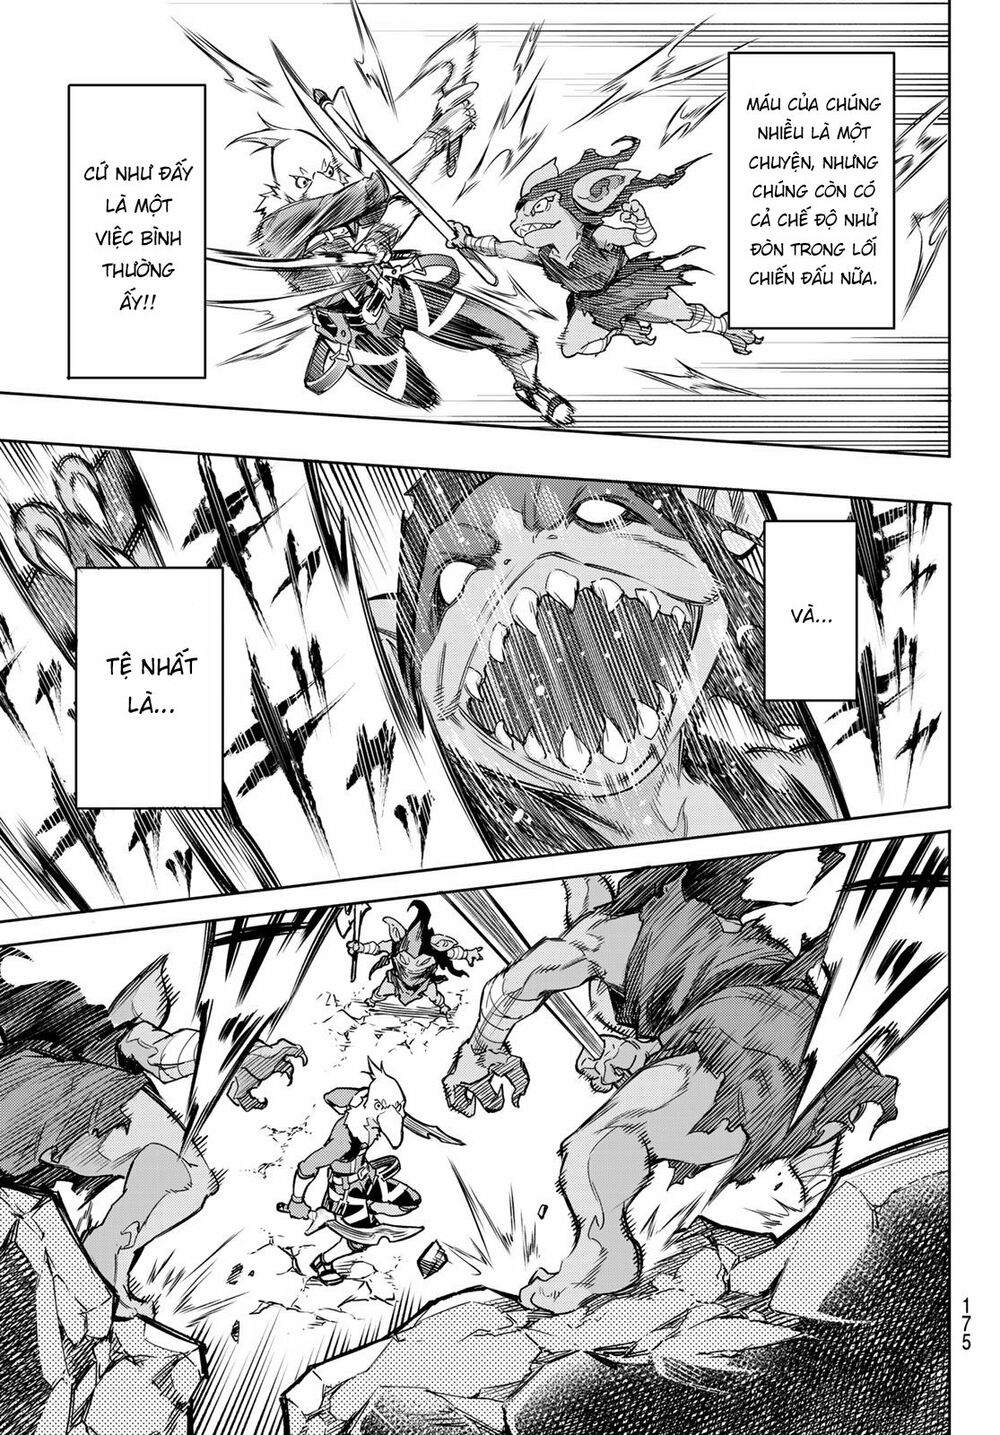 MÁU CỦA CHÚNG
NHIỀU LÀ MỘT
CHUYỆN, NHƯNG
CHÚNG CÒN CÓ
CẢ CHẾ ĐỘ NHỬ
ĐÒN TRONG LỐI
CHIẾN ĐẤU NỮA.
CỨ NHƯ ĐẤY
LÀ MỘT
VIỆC BÌNH
THƯỜNG
ẤY!!
VÀ...
TỆ NHẤT
LÀ...
175